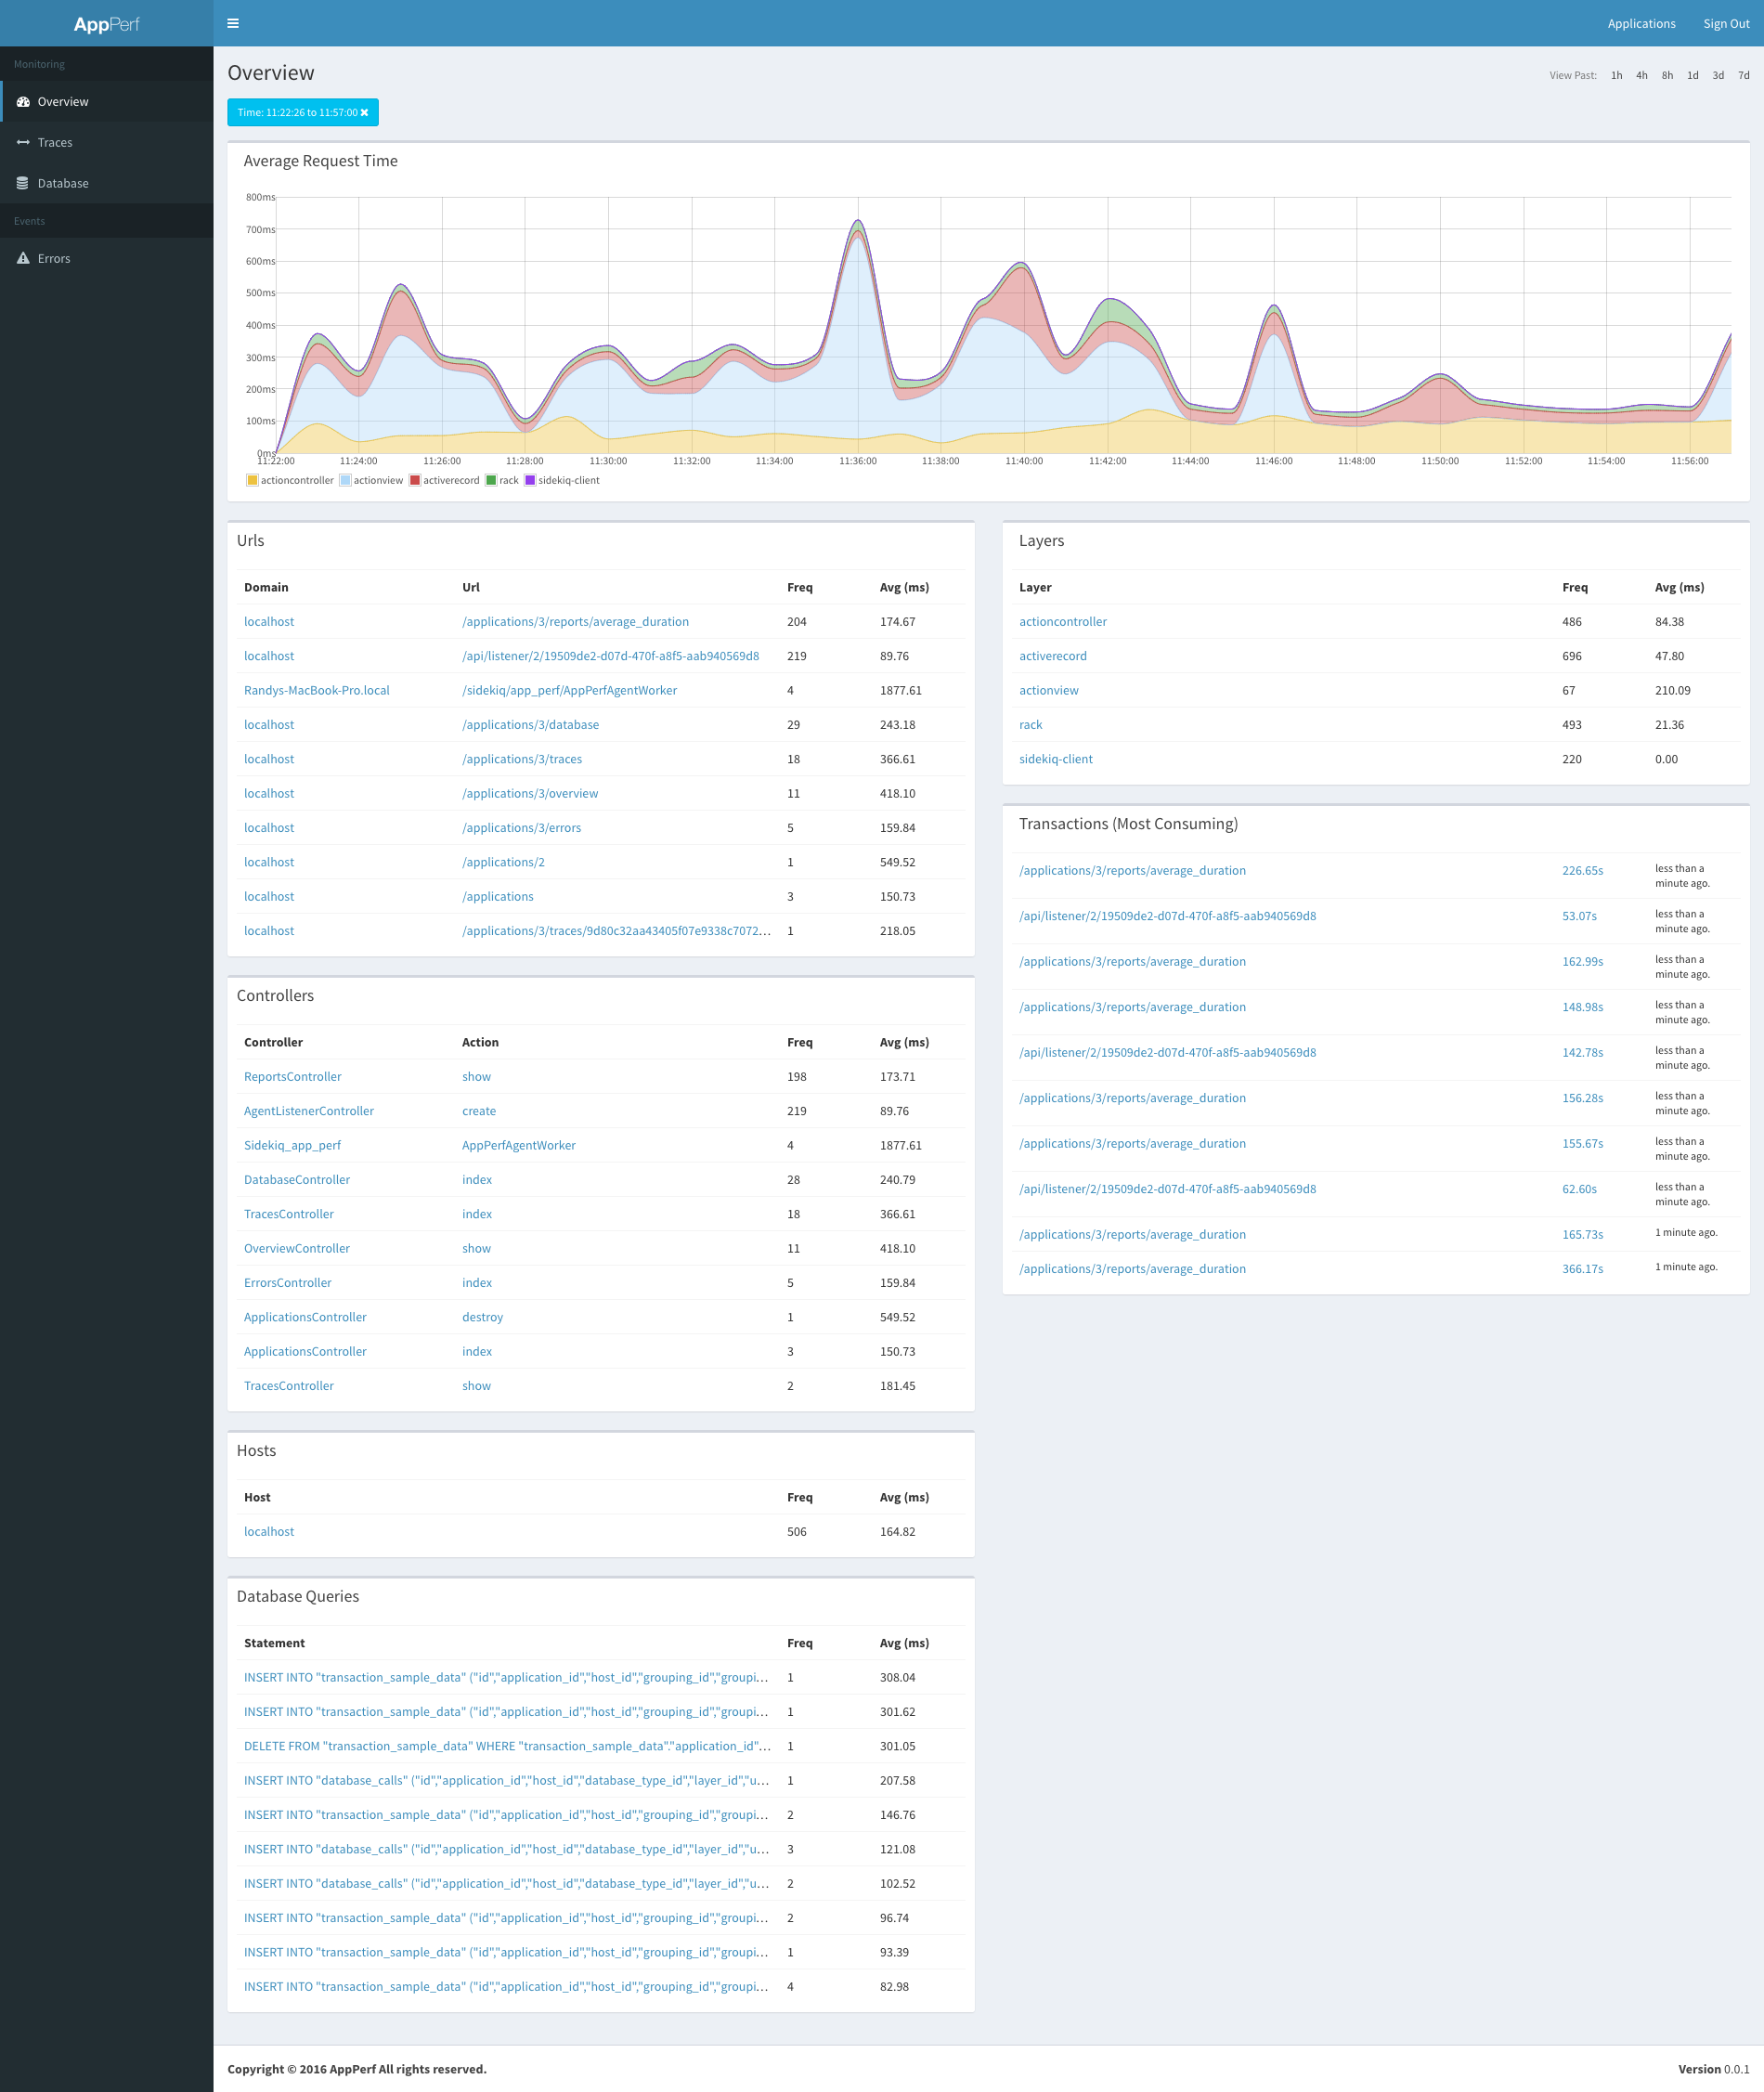 AppPerf
Applications Sign Out
Monitoring
Overview
Traces
Database
Events
Errors
Overview
View Past: 1h 4h 8h 1d 3d 7d
Time: 11:22:26 to 11:57:00 ✖
Average Request Time
800ms
700ms
600ms
500ms
400ms
300ms
200ms
100ms
0ms
11:22:00 11:24:00 11:26:00 11:28:00 11:30:00 11:32:00 11:34:00 11:36:00 11:38:00 11:40:00 11:42:00 11:44:00 11:46:00 11:48:00 11:50:00 11:52:00 11:54:00 11:56:00
actioncontroller actionview activerecord rack sidekiq-client
Urls
Domain Url Freq Avg (ms)
localhost /applications/3/reports/average_duration 204 174.67
localhost /api/listener/2/19509de2-d07d-470f-a8f5-aab940569d8 219 89.76
Randys-MacBook-Pro.local /sidekiq/app_perf/AppPerfAgentWorker 4 1877.61
localhost /applications/3/database 29 243.18
localhost /applications/3/traces 18 366.61
localhost /applications/3/overview 11 418.10
localhost /applications/3/errors 5 159.84
localhost /applications/2 1 549.52
localhost /applications 3 150.73
localhost /applications/3/traces/9d80c32aa43405f07e9338c7072... 1 218.05
Controllers
Controller Action Freq Avg (ms)
ReportsController show 198 173.71
AgentListenerController create 219 89.76
Sidekiq_app_perf AppPerfAgentWorker 4 1877.61
DatabaseController index 28 240.79
TracesController index 18 366.61
OverviewController show 11 418.10
ErrorsController index 5 159.84
ApplicationsController destroy 1 549.52
ApplicationsController index 3 150.73
TracesController show 2 181.45
Hosts
Host Freq Avg (ms)
localhost 506 164.82
Database Queries
Statement Freq Avg (ms)
INSERT INTO "transaction_sample_data" ("id","application_id","host_id","grouping_id","groupi... 1 308.04
INSERT INTO "transaction_sample_data" ("id","application_id","host_id","grouping_id","groupi... 1 301.62
DELETE FROM "transaction_sample_data" WHERE "transaction_sample_data"."application_id"... 1 301.05
INSERT INTO "database_calls" ("id","application_id","host_id","database_type_id","layer_id","u... 1 207.58
INSERT INTO "transaction_sample_data" ("id","application_id","host_id","grouping_id","groupi... 2 146.76
INSERT INTO "database_calls" ("id","application_id","host_id","database_type_id","layer_id","u... 3 121.08
INSERT INTO "database_calls" ("id","application_id","host_id","database_type_id","layer_id","u... 2 102.52
INSERT INTO "transaction_sample_data" ("id","application_id","host_id","grouping_id","groupi... 2 96.74
INSERT INTO "transaction_sample_data" ("id","application_id","host_id","grouping_id","groupi... 1 93.39
INSERT INTO "transaction_sample_data" ("id","application_id","host_id","grouping_id","groupi... 4 82.98
Layers
Layer Freq Avg (ms)
actioncontroller 486 84.38
activerecord 696 47.80
actionview 67 210.09
rack 493 21.36
sidekiq-client 220 0.00
Transactions (Most Consuming)
/applications/3/reports/average_duration 226.65s less than a
minute ago.
/api/listener/2/19509de2-d07d-470f-a8f5-aab940569d8 53.07s less than a
minute ago.
/applications/3/reports/average_duration 162.99s less than a
minute ago.
/applications/3/reports/average_duration 148.98s less than a
minute ago.
/api/listener/2/19509de2-d07d-470f-a8f5-aab940569d8 142.78s less than a
minute ago.
/applications/3/reports/average_duration 156.28s less than a
minute ago.
/applications/3/reports/average_duration 155.67s less than a
minute ago.
/api/listener/2/19509de2-d07d-470f-a8f5-aab940569d8 62.60s less than a
minute ago.
/applications/3/reports/average_duration 165.73s 1 minute ago.
/applications/3/reports/average_duration 366.17s 1 minute ago.
Copyright © 2016 AppPerf All rights reserved.
Version 0.0.1